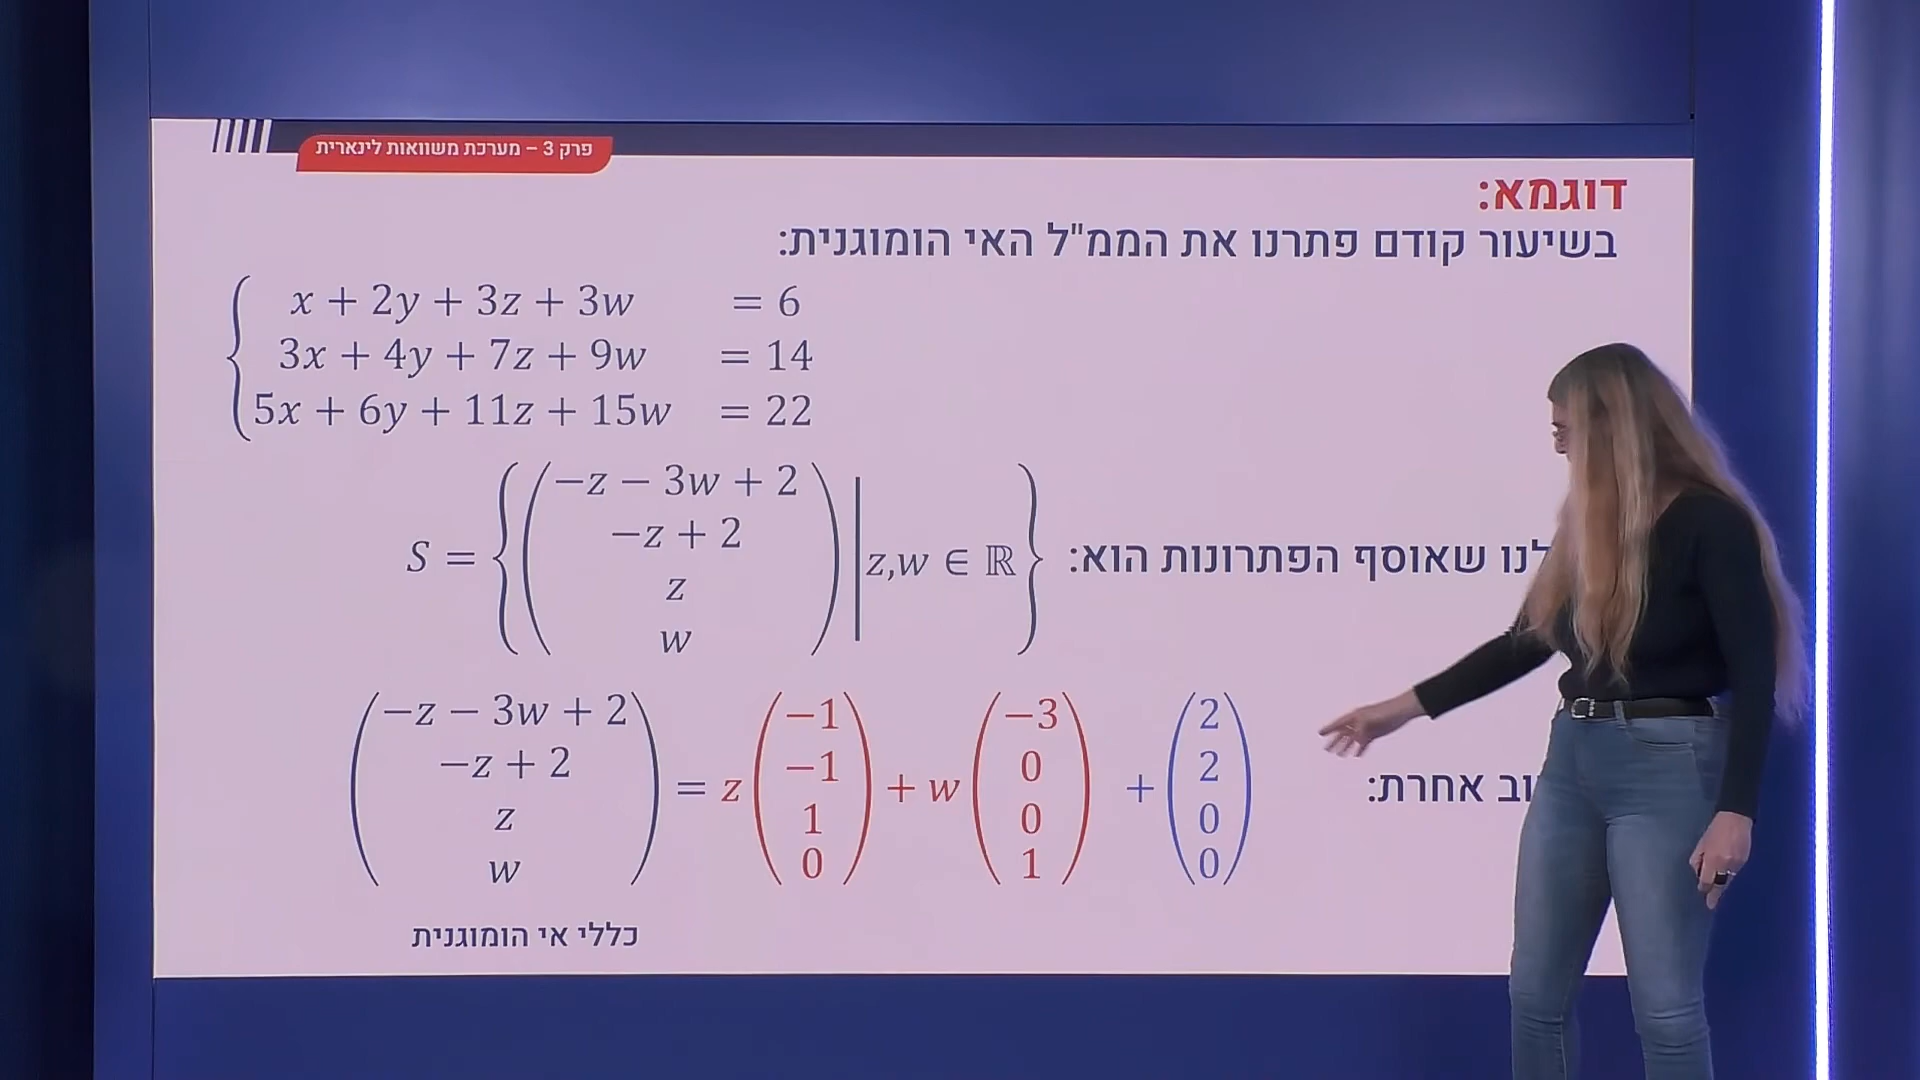 פרק 3 – מערכת משוואות לינארית
דוגמא:
בשיעור קודם פתרנו את הממ"ל האי הומוגנית:
x + 2y + 3z + 3w = 6
3x + 4y + 7z + 9w = 14
5x + 6y + 11z + 15w = 22
שאוסף הפתרונות הוא: S = {(−z − 3w + 2, −z + 2, z, w) | z,w ∈ ℝ}
אחרת:
(−z − 3w + 2, −z + 2, z, w) = z(−1, −1, 1, 0) + w(−3, 0, 0, 1) + (2, 2, 0, 0)
כללי אי הומוגנית